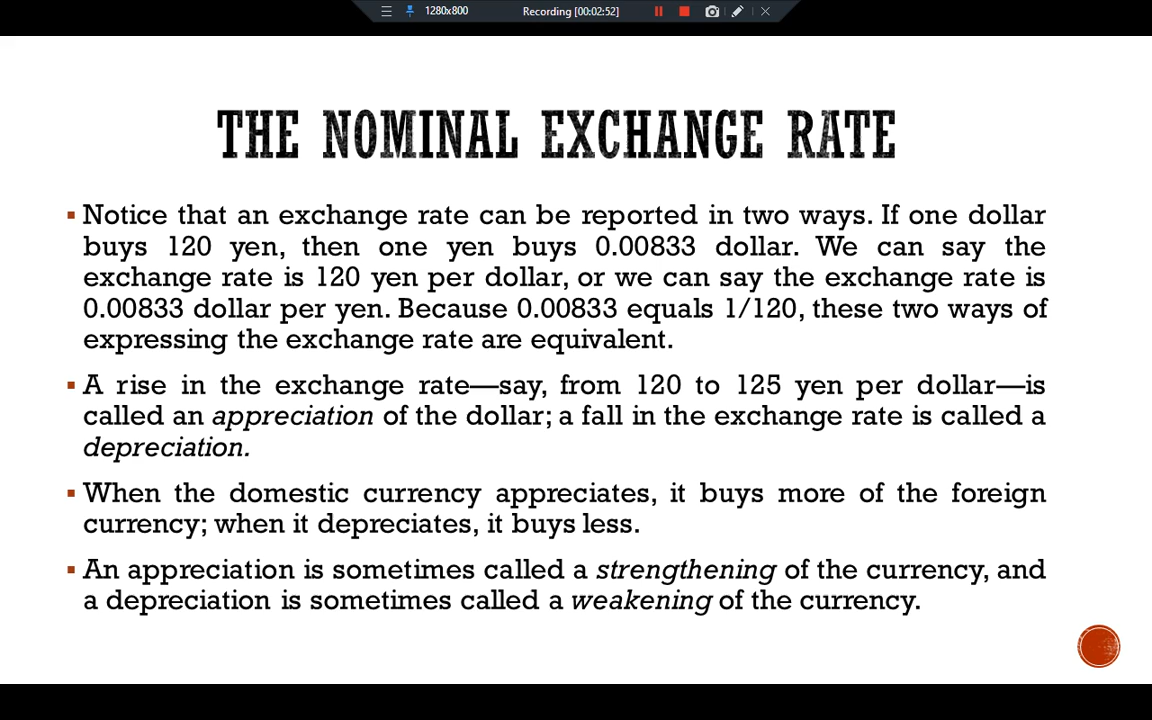 1280x800 Recording [00:02:52]
THE NOMINAL EXCHANGE RATE
▪ Notice that an exchange rate can be reported in two ways. If one dollar
buys 120 yen, then one yen buys 0.00833 dollar. We can say the
exchange rate is 120 yen per dollar, or we can say the exchange rate is
0.00833 dollar per yen. Because 0.00833 equals 1/120, these two ways of
expressing the exchange rate are equivalent.
▪ A rise in the exchange rate—say, from 120 to 125 yen per dollar—is
called an appreciation of the dollar; a fall in the exchange rate is called a
depreciation.
▪ When the domestic currency appreciates, it buys more of the foreign
currency; when it depreciates, it buys less.
▪ An appreciation is sometimes called a strengthening of the currency, and
a depreciation is sometimes called a weakening of the currency.